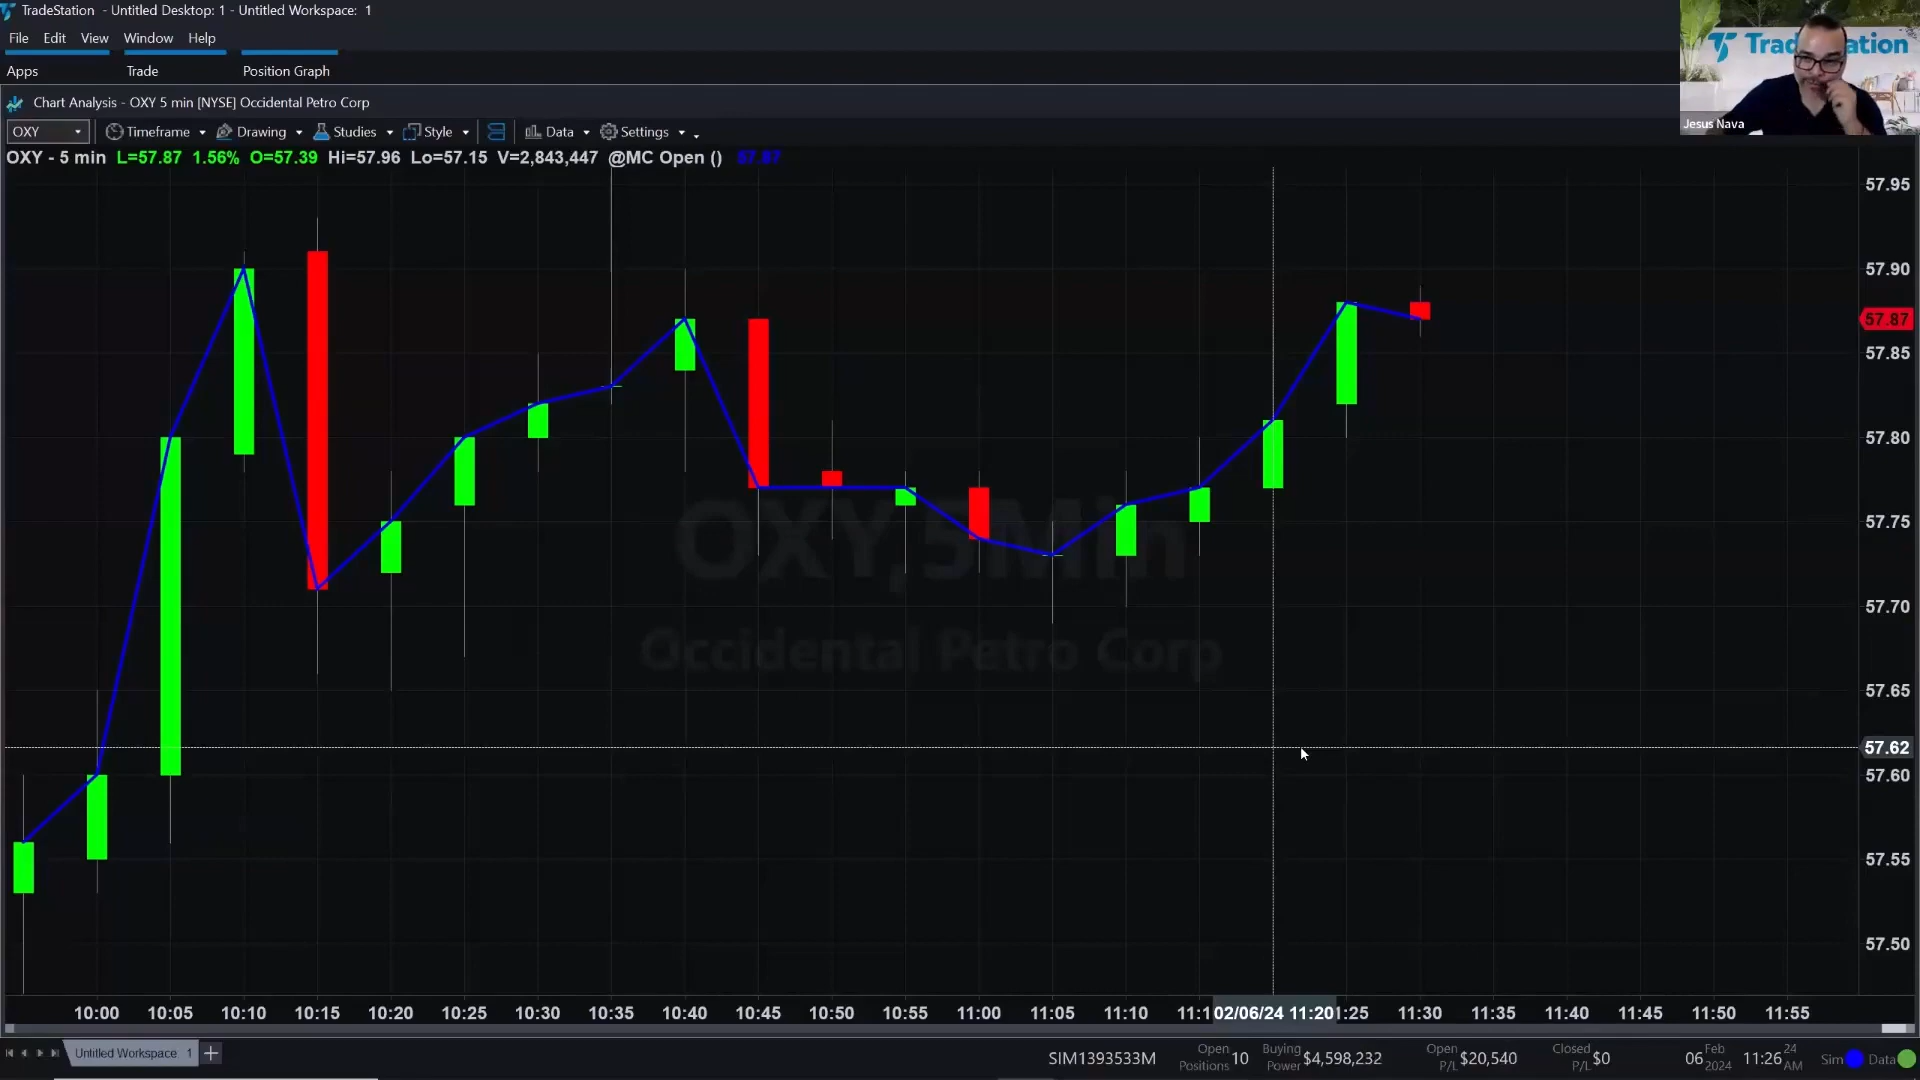 TradeStation - Untitled Desktop: 1 - Untitled Workspace: 1
File Edit View Window Help
Apps Trade Position Graph
Chart Analysis - OXY 5 min [NYSE] Occidental Petro Corp
OXY Timeframe Drawing Studies Style Data Settings
OXY - 5 min L=57.87 1.56% O=57.39 Hi=57.96 Lo=57.15 V=2,843,447 @MC Open () 57.87
Jesus Nava
57.95
57.90
57.87
57.85
57.80
57.75
57.70
57.65
57.62
57.60
57.55
57.50
OXY,5Min
Occidental Petro Corp
10:00 10:05 10:10 10:15 10:20 10:25 10:30 10:35 10:40 10:45 10:50 10:55 11:00 11:05 11:10 11:1 02/06/24 11:20 1:25 11:30 11:35 11:40 11:45 11:50 11:55
Untitled Workspace 1
SIM1393533M Open Positions 10 Buying Power $4,598,232 Open P/L $20,540 Closed P/L $0 06 Feb 2024 11:26 24 AM Sim Data